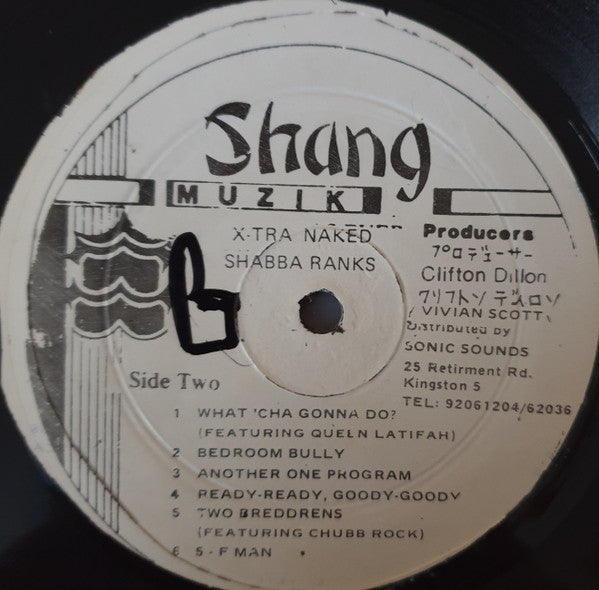 Shang
MUZIK
X-TRA NAKED
SHABBA RANKS
B
Producers
プロデューサー
Clifton Dillon
クリフトン デュロン
( VIVIAN SCOTT
Distributed by
SONIC SOUNDS
25 Retirment Rd.
Kingston 5
TEL: 92061204/62036
Side Two
1 WHAT 'CHA GONNA DO?
(FEATURING QUEEN LATIFAH)
2 BEDROOM BULLY
3 ANOTHER ONE PROGRAM
4 READY-READY, GOODY-GOODY
5 TWO BREDDRENS
(FEATURING CHUBB ROCK)
6 5-F MAN